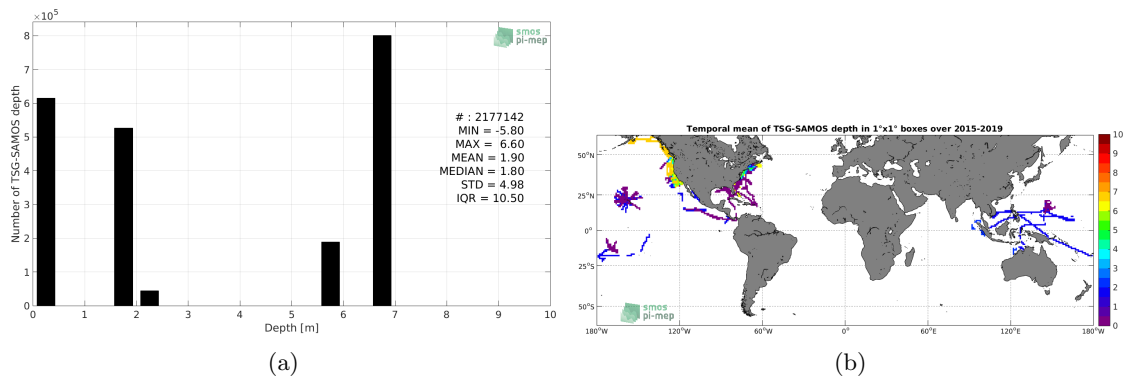 ×10⁵
8
7
6
5
4
3
2
1
0
Number of TSG-SAMOS depth
smos
pi-mep
# : 2177142
MIN = -5.80
MAX = 6.60
MEAN = 1.90
MEDIAN = 1.80
STD = 4.98
IQR = 10.50
0 1 2 3 4 5 6 7 8 9 10
Depth [m]
(a)
Temporal mean of TSG-SAMOS depth in 1°x1° boxes over 2015-2019
50°N
25°N
0°
25°S
50°S
smos
pi-mep
180°W 120°W 60°W 0° 60°E 120°E 180°W
10
9
8
7
6
5
4
3
2
1
0
(b)